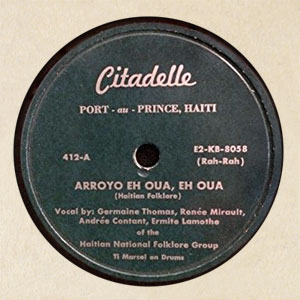 Citadelle
PORT - au - PRINCE, HAITI
412-A
E2-KB-8058
(Rah-Rah)
ARROYO EH OUA, EH OUA
(Haitian Folklore)
Vocal by: Germaine Thomas, Renée Mirault,
Andrée Contant, Ermite Lamothe
of the
Haitian National Folklore Group
Ti Marcel on Drums